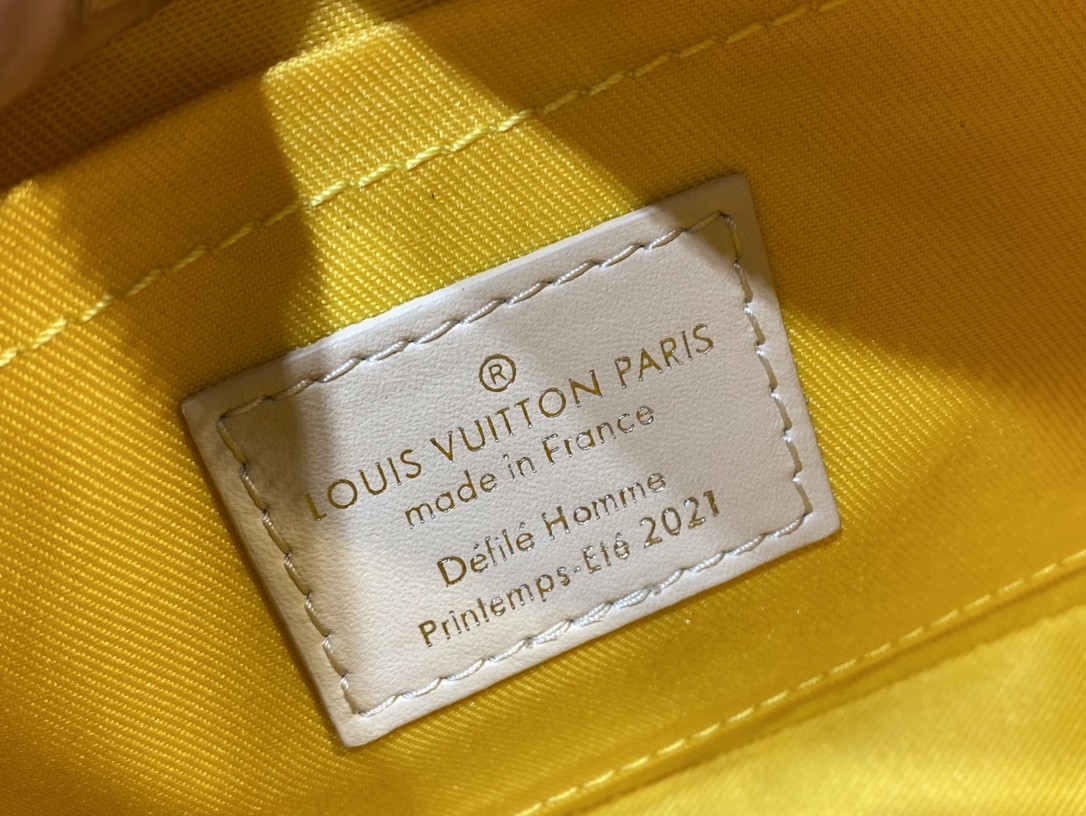 ®
LOUIS VUITTON PARIS
made in France
Défilé Homme
Printemps-Eté 2021